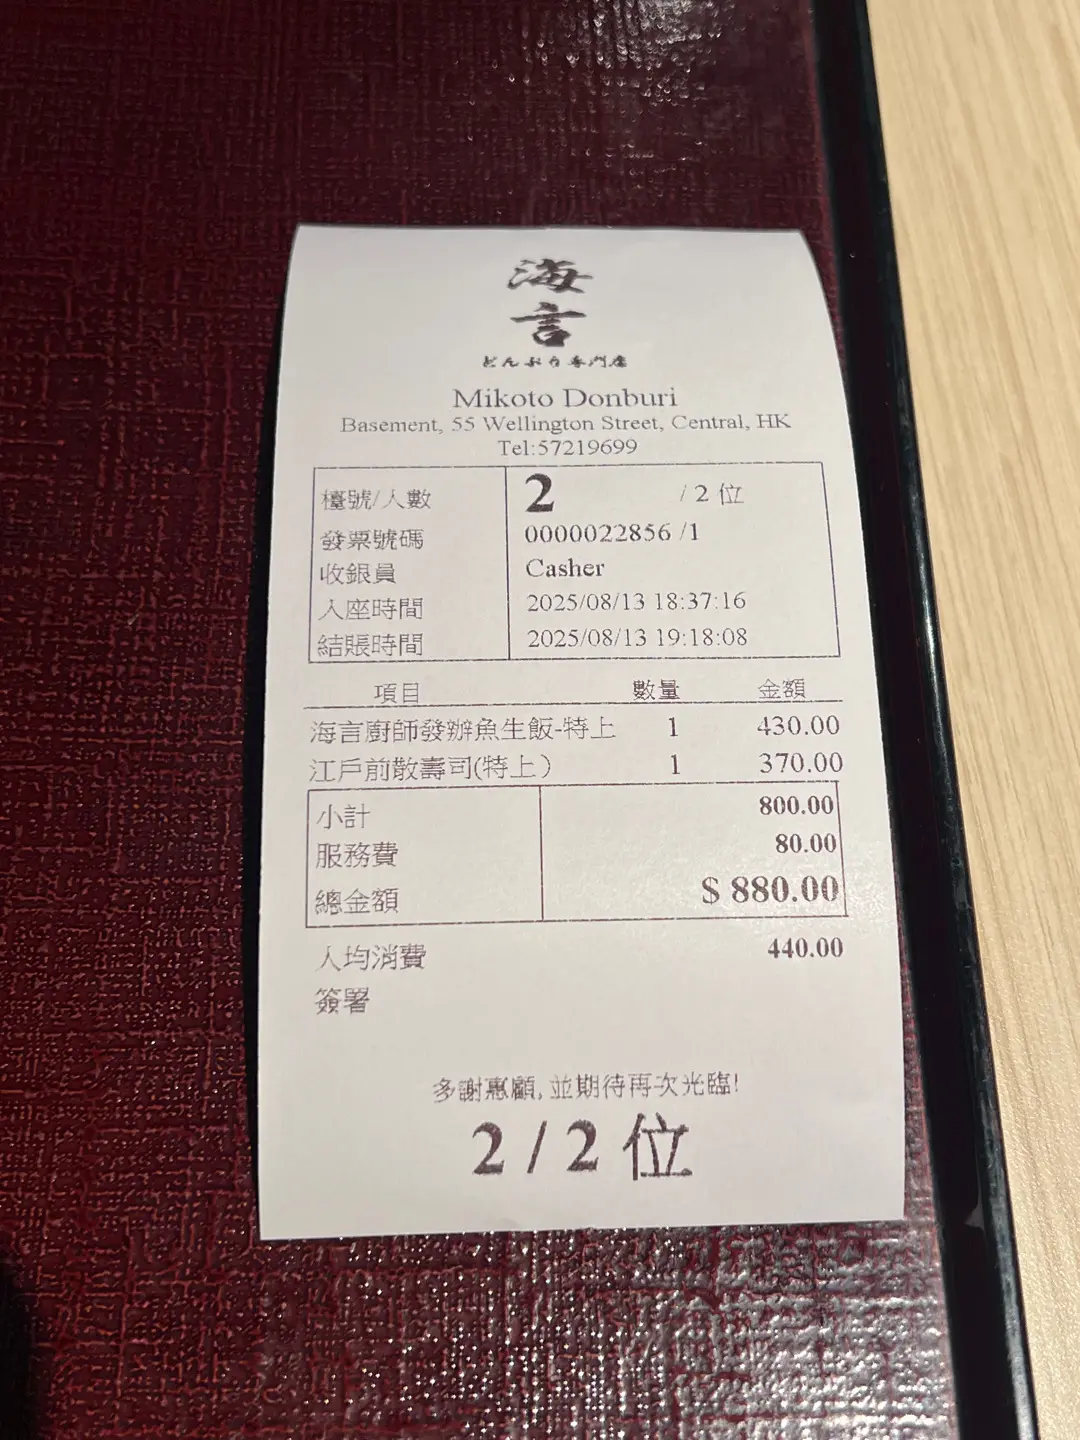 海
言
どんぶり専門店
Mikoto Donburi
Basement, 55 Wellington Street, Central, HK
Tel:57219699
檯號/人數 2 / 2 位
發票號碼 0000022856 /1
收銀員 Casher
入座時間 2025/08/13 18:37:16
結賬時間 2025/08/13 19:18:08
項目 數量 金額
海言廚師發辦魚生飯-特上 1 430.00
江戶前散壽司(特上) 1 370.00
小計 800.00
服務費 80.00
總金額 $ 880.00
人均消費 440.00
簽署
多謝惠顧, 並期待再次光臨!
2 / 2 位